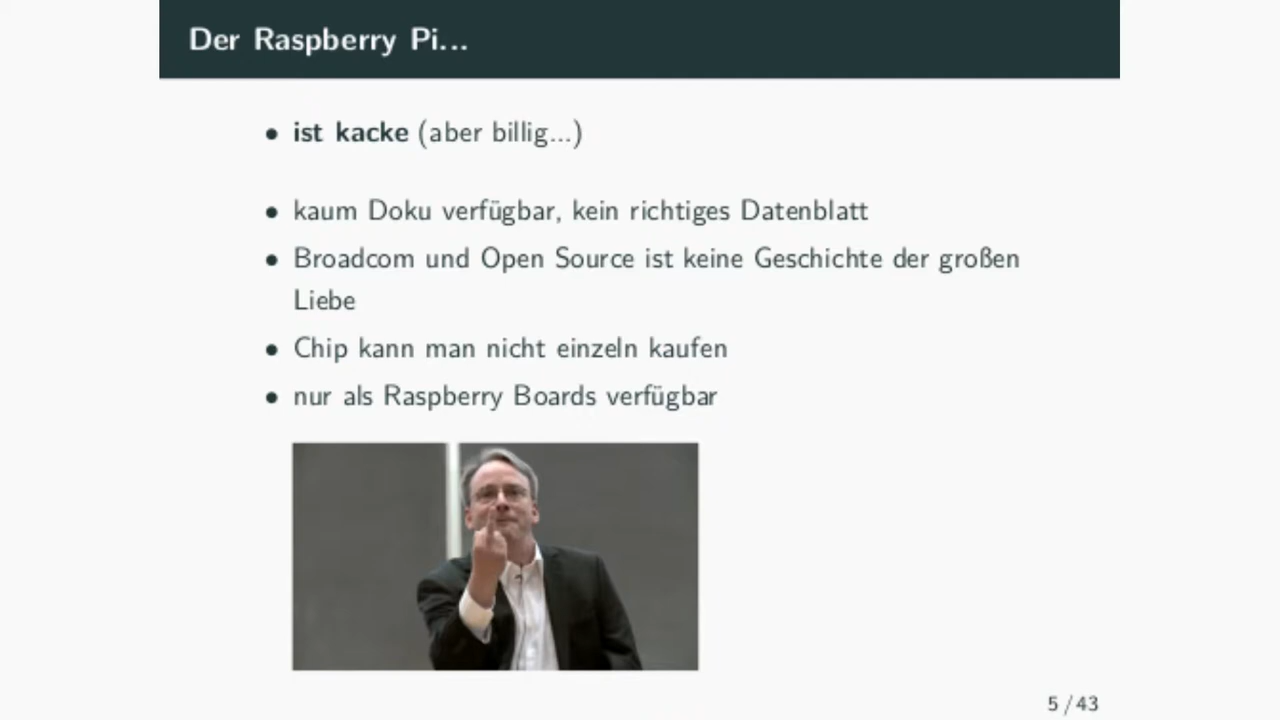 Der Raspberry Pi...
• ist kacke (aber billig...)
• kaum Doku verfügbar, kein richtiges Datenblatt
• Broadcom und Open Source ist keine Geschichte der großen
Liebe
• Chip kann man nicht einzeln kaufen
• nur als Raspberry Boards verfügbar
5 / 43